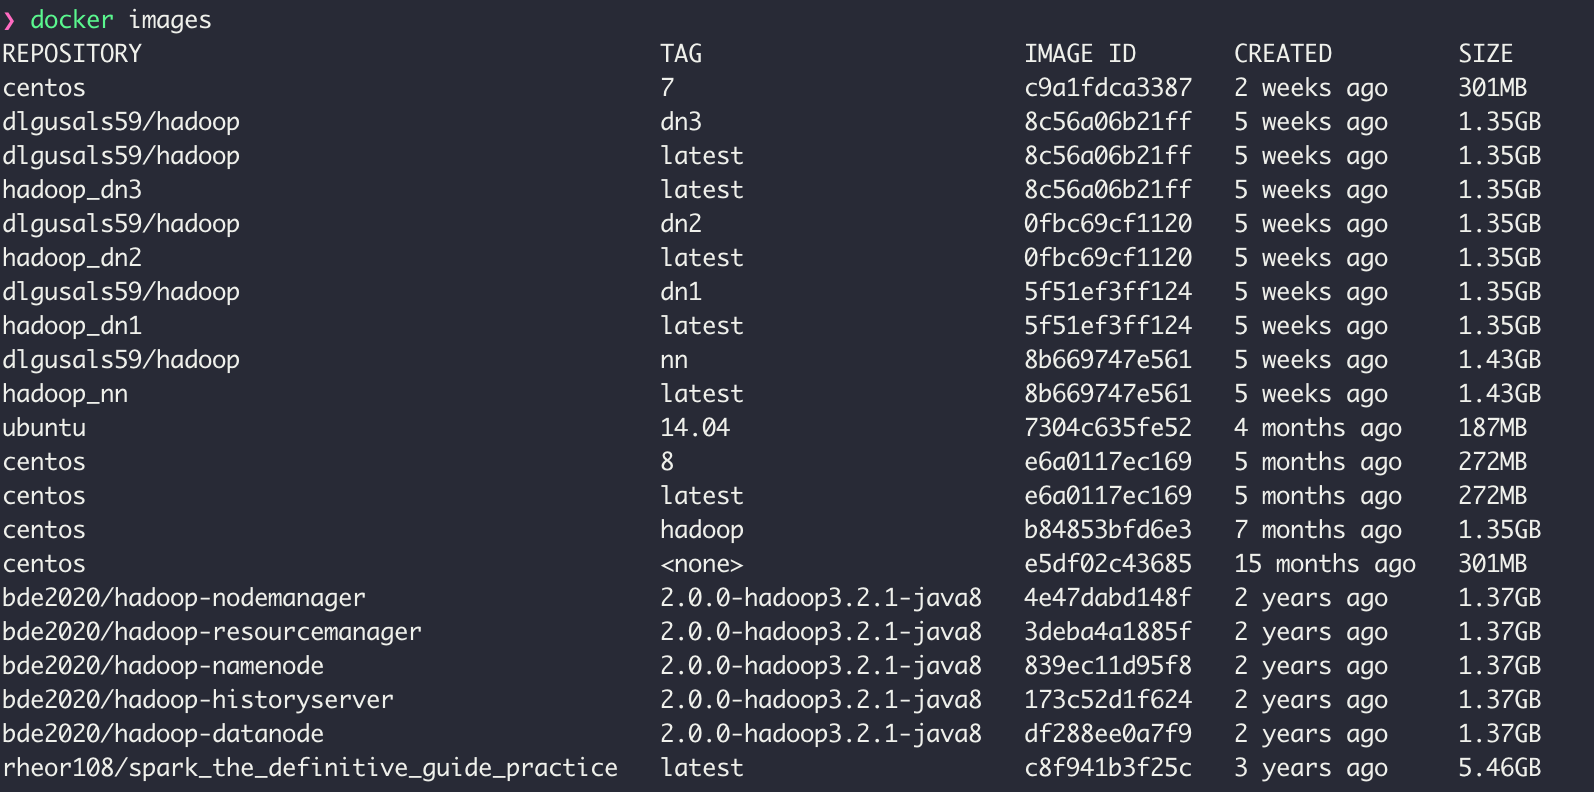 ❯ docker images
REPOSITORY TAG IMAGE ID CREATED SIZE
centos 7 c9a1fdca3387 2 weeks ago 301MB
dlgusals59/hadoop dn3 8c56a06b21ff 5 weeks ago 1.35GB
dlgusals59/hadoop latest 8c56a06b21ff 5 weeks ago 1.35GB
hadoop_dn3 latest 8c56a06b21ff 5 weeks ago 1.35GB
dlgusals59/hadoop dn2 0fbc69cf1120 5 weeks ago 1.35GB
hadoop_dn2 latest 0fbc69cf1120 5 weeks ago 1.35GB
dlgusals59/hadoop dn1 5f51ef3ff124 5 weeks ago 1.35GB
hadoop_dn1 latest 5f51ef3ff124 5 weeks ago 1.35GB
dlgusals59/hadoop nn 8b669747e561 5 weeks ago 1.43GB
hadoop_nn latest 8b669747e561 5 weeks ago 1.43GB
ubuntu 14.04 7304c635fe52 4 months ago 187MB
centos 8 e6a0117ec169 5 months ago 272MB
centos latest e6a0117ec169 5 months ago 272MB
centos hadoop b84853bfd6e3 7 months ago 1.35GB
centos <none> e5df02c43685 15 months ago 301MB
bde2020/hadoop-nodemanager 2.0.0-hadoop3.2.1-java8 4e47dabd148f 2 years ago 1.37GB
bde2020/hadoop-resourcemanager 2.0.0-hadoop3.2.1-java8 3deba4a1885f 2 years ago 1.37GB
bde2020/hadoop-namenode 2.0.0-hadoop3.2.1-java8 839ec11d95f8 2 years ago 1.37GB
bde2020/hadoop-historyserver 2.0.0-hadoop3.2.1-java8 173c52d1f624 2 years ago 1.37GB
bde2020/hadoop-datanode 2.0.0-hadoop3.2.1-java8 df288ee0a7f9 2 years ago 1.37GB
rheor108/spark_the_definitive_guide_practice latest c8f941b3f25c 3 years ago 5.46GB